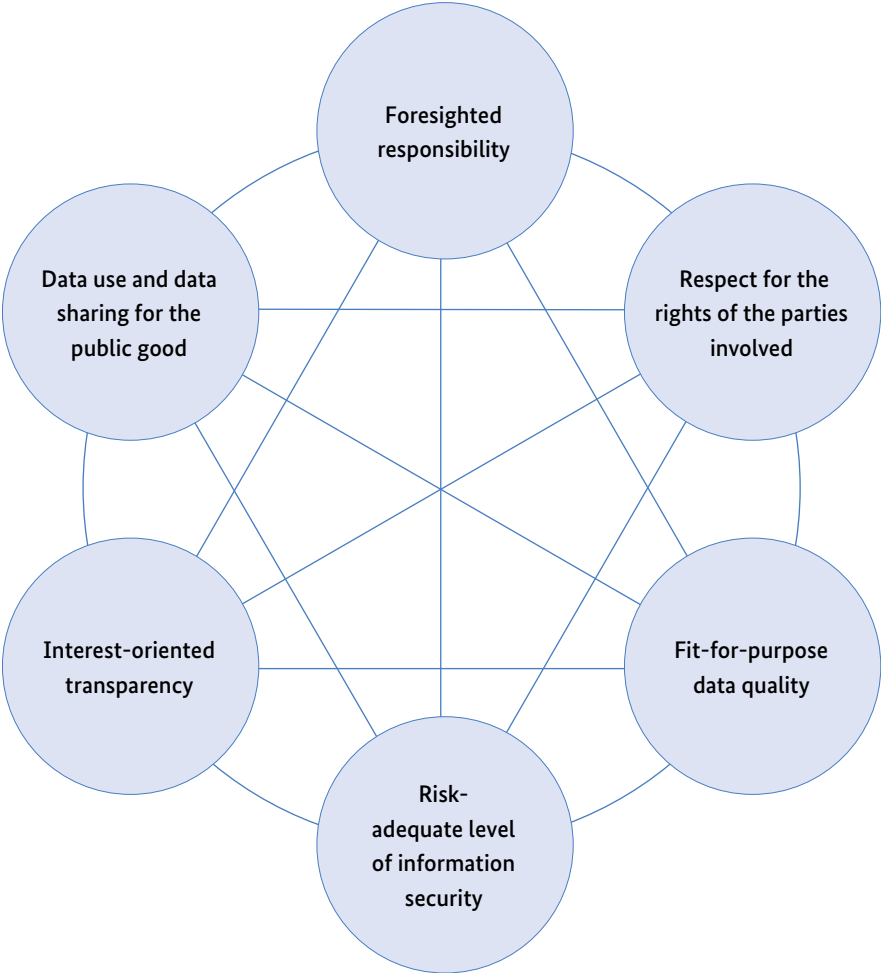 Foresighted
responsibility
Data use and data
sharing for the
public good
Respect for the
rights of the parties
involved
Interest-oriented
transparency
Fit-for-purpose
data quality
Risk-
adequate level
of information
security